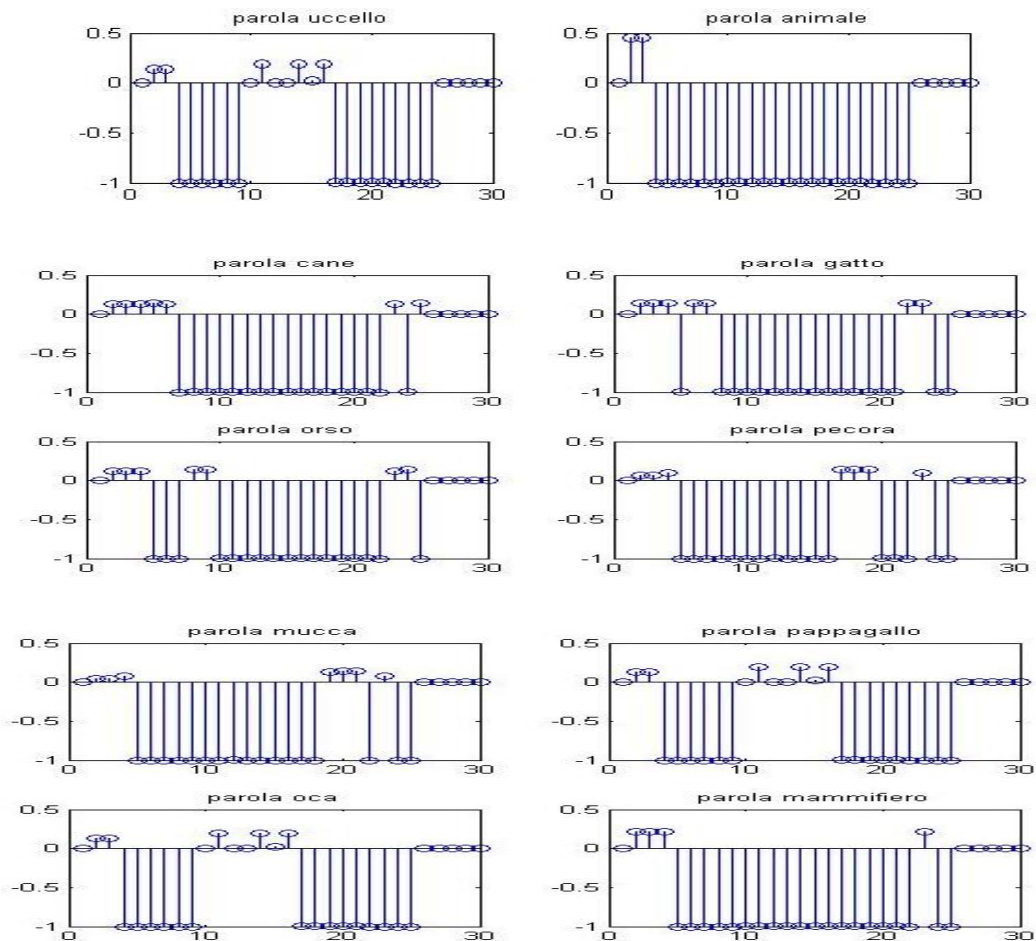 parola uccello parola animale
0.5 0.5
0 0
-0.5 -0.5
-1 -1
0 10 20 30 0 10 20 30
parola cane parola gatto
0.5 0.5
0 0
-0.5 -0.5
-1 -1
0 10 20 30 0 10 20 30
parola orso parola pecora
0.5 0.5
0 0
-0.5 -0.5
-1 -1
0 10 20 30 0 10 20 30
parola mucca parola pappagallo
0.5 0.5
0 0
-0.5 -0.5
-1 -1
0 10 20 30 0 10 20 30
parola oca parola mammifiero
0.5 0.5
0 0
-0.5 -0.5
-1 -1
0 10 20 30 0 10 20 30